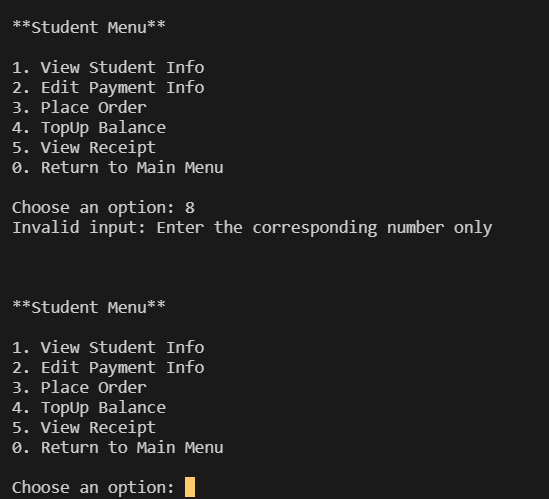 **Student Menu**
1. View Student Info
2. Edit Payment Info
3. Place Order
4. TopUp Balance
5. View Receipt
0. Return to Main Menu
Choose an option: 8
Invalid input: Enter the corresponding number only
**Student Menu**
1. View Student Info
2. Edit Payment Info
3. Place Order
4. TopUp Balance
5. View Receipt
0. Return to Main Menu
Choose an option: